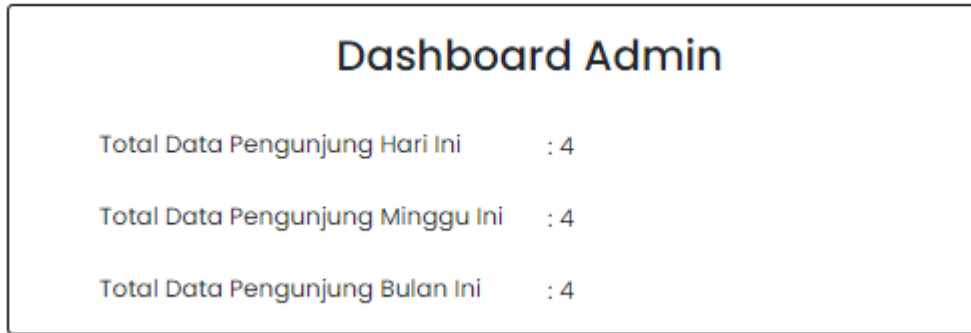 Dashboard Admin
Total Data Pengunjung Hari Ini : 4
Total Data Pengunjung Minggu Ini : 4
Total Data Pengunjung Bulan Ini : 4